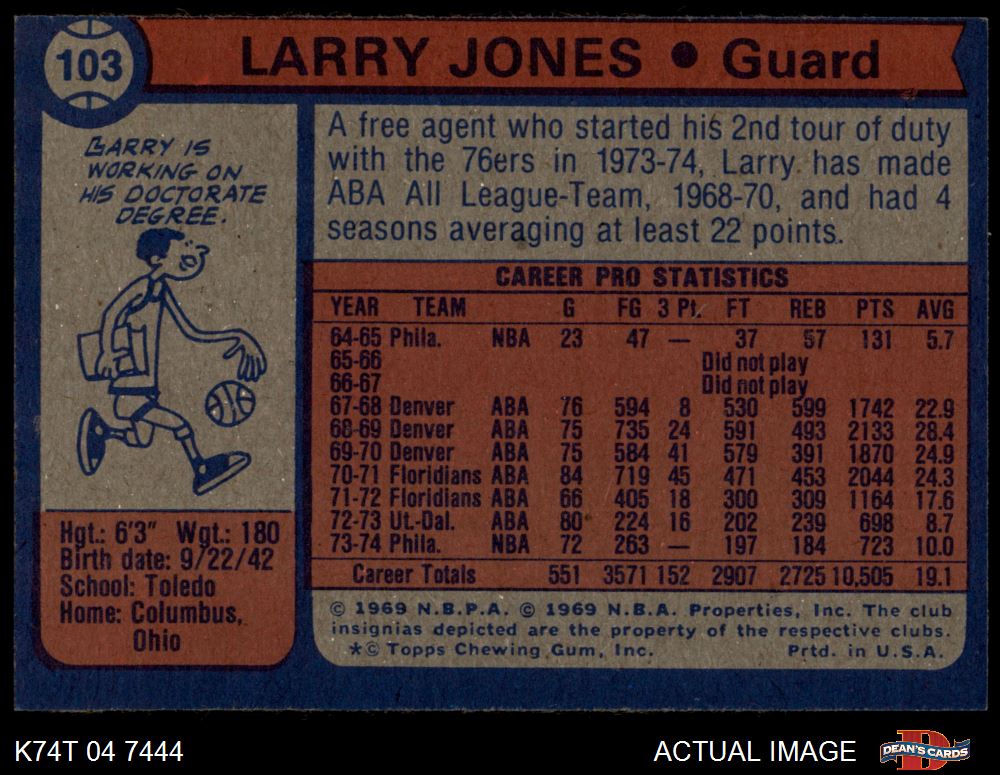 103
LARRY JONES • Guard
LARRY IS
WORKING ON
HIS DOCTORATE
DEGREE.
A free agent who started his 2nd tour of duty
with the 76ers in 1973-74, Larry has made
ABA All League-Team, 1968-70, and had 4
seasons averaging at least 22 points.
Hgt.: 6'3" Wgt.: 180
Birth date: 9/22/42
School: Toledo
Home: Columbus,
Ohio
CAREER PRO STATISTICS
YEAR TEAM G FG 3 Pt. FT REB PTS AVG
64-65 Phila. NBA 23 47 — 37 57 131 5.7
65-66 Did not play
66-67 Did not play
67-68 Denver ABA 76 594 8 530 599 1742 22.9
68-69 Denver ABA 75 735 24 591 493 2133 28.4
69-70 Denver ABA 75 584 41 579 391 1870 24.9
70-71 Floridians ABA 84 719 45 471 453 2044 24.3
71-72 Floridians ABA 66 405 18 300 309 1164 17.6
72-73 Ut.-Dal. ABA 80 224 16 202 239 698 8.7
73-74 Phila. NBA 72 263 — 197 184 723 10.0
Career Totals 551 3571 152 2907 2725 10,505 19.1
© 1969 N.B.P.A. © 1969 N.B.A. Properties, Inc. The club
insignias depicted are the property of the respective clubs.
*© Topps Chewing Gum, Inc. Prtd. in U.S.A.
K74T 04 7444
ACTUAL IMAGE
DEAN'S CARDS